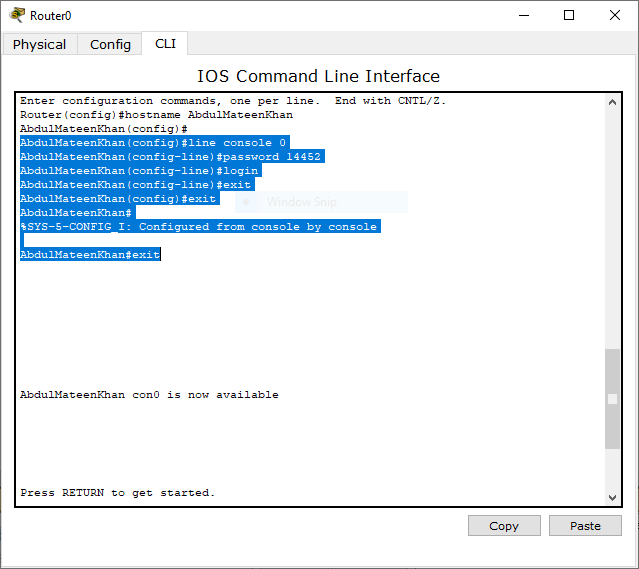 Router0
Physical Config CLI
IOS Command Line Interface
Enter configuration commands, one per line.  End with CNTL/Z.
Router(config)#hostname AbdulMateenKhan
AbdulMateenKhan(config)#
AbdulMateenKhan(config)#line console 0
AbdulMateenKhan(config-line)#password 14452
AbdulMateenKhan(config-line)#login
AbdulMateenKhan(config-line)#exit
AbdulMateenKhan(config)#exit
Window Snip
AbdulMateenKhan#
%SYS-5-CONFIG_I: Configured from console by console
AbdulMateenKhan#exit
AbdulMateenKhan con0 is now available
Press RETURN to get started.
Copy Paste